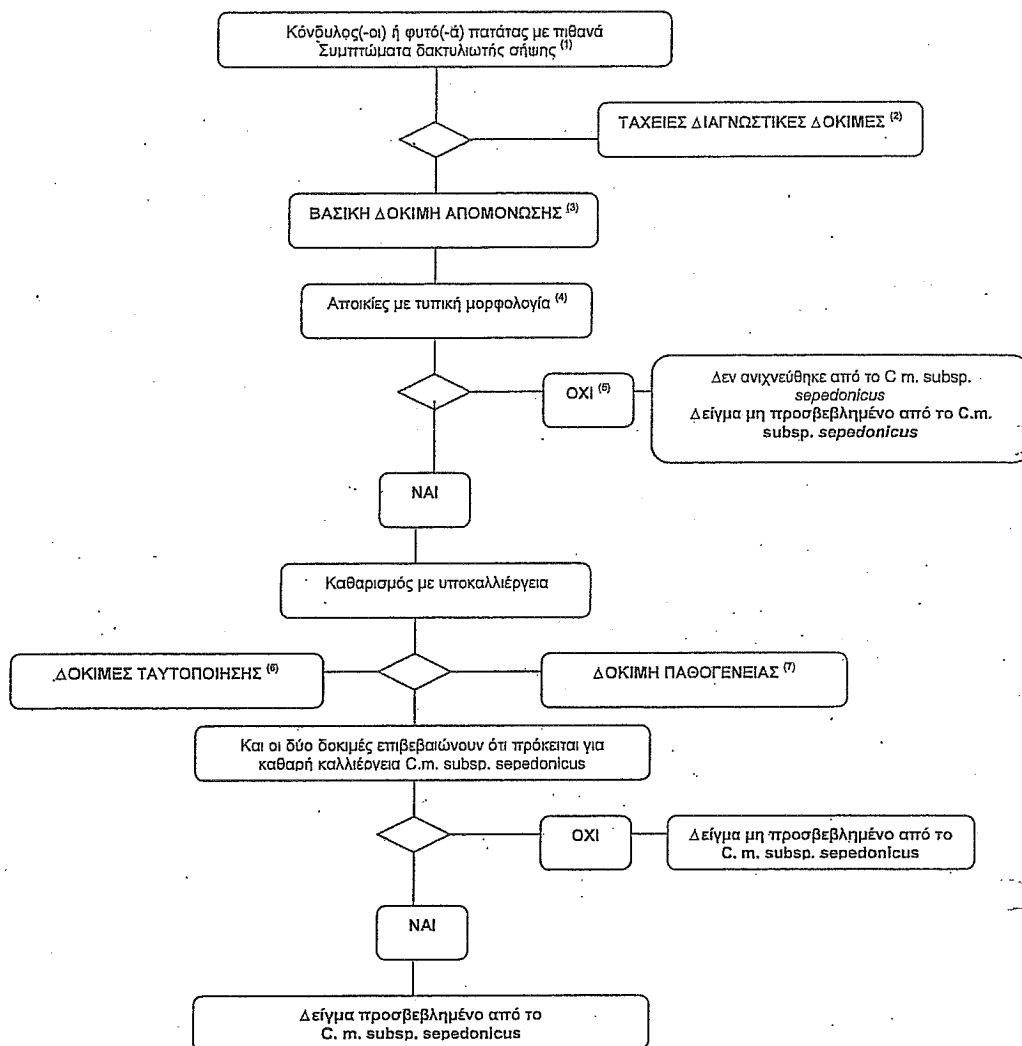 Κόνδυλος(-οι) ή φυτό(-ά) πατάτας με πιθανά
Συμπτώματα δακτυλιωτής σήψης (1)
ΤΑΧΕΙΕΣ ΔΙΑΓΝΩΣΤΙΚΕΣ ΔΟΚΙΜΕΣ (2)
ΒΑΣΙΚΗ ΔΟΚΙΜΗ ΑΠΟΜΟΝΩΣΗΣ (3)
Αποικίες με τυπική μορφολογία (4)
ΟΧΙ (5)
Δεν ανιχνεύθηκε από το C m. subsp.
sepedonicus
Δείγμα μη προσβεβλημένο από το C.m.
subsp. sepedonicus
ΝΑΙ
Καθαρισμός με υποκαλλιέργεια
ΔΟΚΙΜΕΣ ΤΑΥΤΟΠΟΙΗΣΗΣ (6)
ΔΟΚΙΜΗ ΠΑΘΟΓΕΝΕΙΑΣ (7)
Και οι δύο δοκιμές επιβεβαιώνουν ότι πρόκειται για
καθαρή καλλιέργεια C.m. subsp. sepedonicus
ΟΧΙ
Δείγμα μη προσβεβλημένο από το
C. m. subsp. sepedonicus
ΝΑΙ
Δείγμα προσβεβλημένο από το
C. m. subsp. sepedonicus